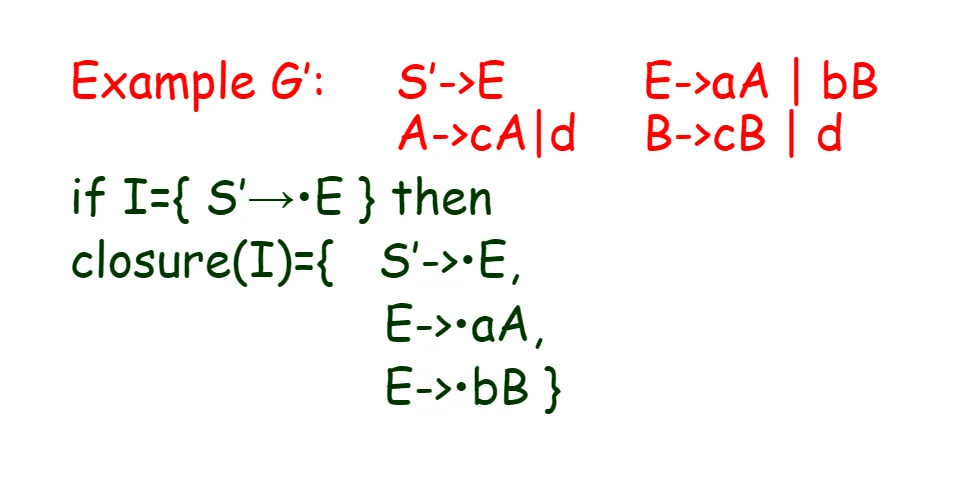 Example G’: S’->E E->aA | bB
A->cA|d B->cB | d
if I={ S’→•E } then
closure(I)={ S’->•E,
E->•aA,
E->•bB }